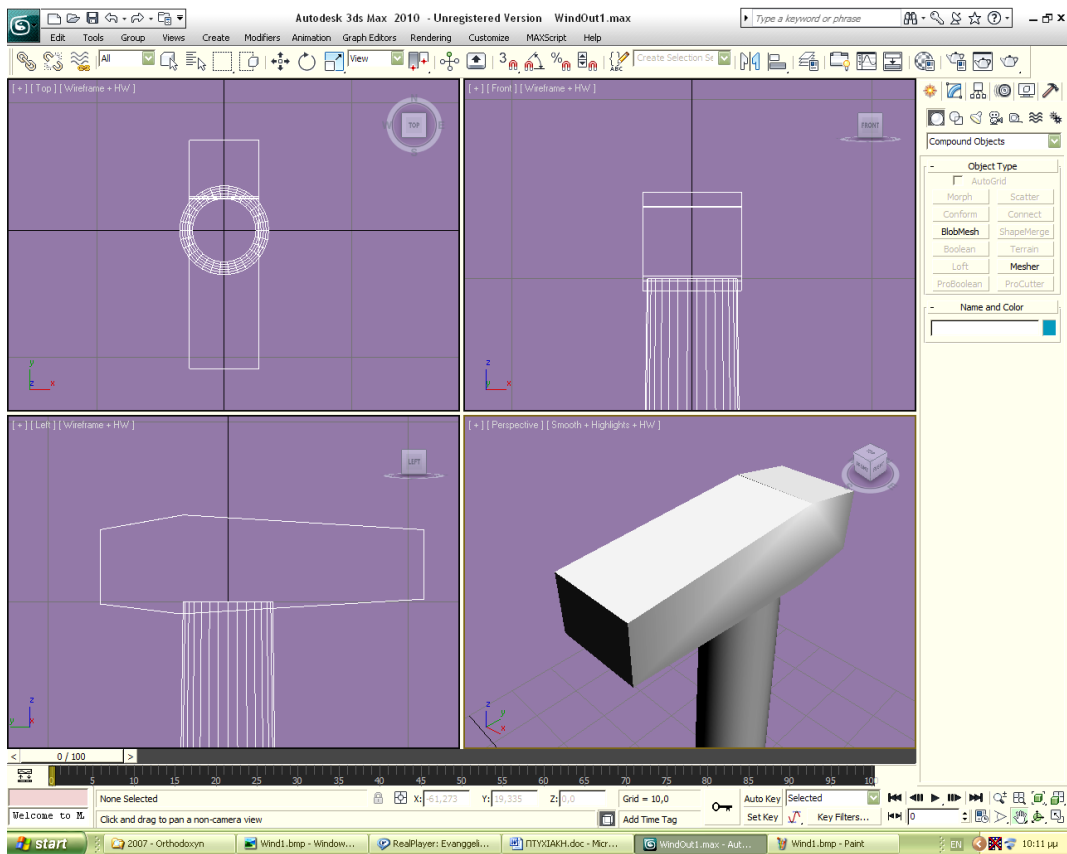 Autodesk 3ds Max 2010 - Unregistered Version WindOut1.max
Type a keyword or phrase
Edit Tools Group Views Create Modifiers Animation Graph Editors Rendering Customize MAXScript Help
All View 3 Create Selection Se
[ + ] [ Top ] [ Wireframe + HW ]
TOP
[ + ] [ Front ] [ Wireframe + HW ]
FRONT
Compound Objects
- Object Type
AutoGrid
Morph Scatter
Conform Connect
BlobMesh ShapeMerge
Boolean Terrain
Loft Mesher
ProBoolean ProCutter
- Name and Color
y
z x
z
y x
[ + ] [ Left ] [ Wireframe + HW ]
LEFT
[ + ] [ Perspective ] [ Smooth + Highlights + HW ]
TOP
FRONT
z
y x
z y
x
< 0 / 100 >
0 5 10 15 20 25 30 35 40 45 50 55 60 65 70 75 80 85 90 95 100
None Selected X: -61,273 Y: 19,335 Z: 0,0 Grid = 10,0 Auto Key Selected
Welcome to M. Click and drag to pan a non-camera view Add Time Tag Set Key Key Filters... 0
start 2007 - Orthodoxyn Wind1.bmp - Window... RealPlayer: Evanggeli... ΠΤΥΧΙΑΚΗ.doc - Micr... WindOut1.max - Aut... Wind1.bmp - Paint EN 10:11 μμ